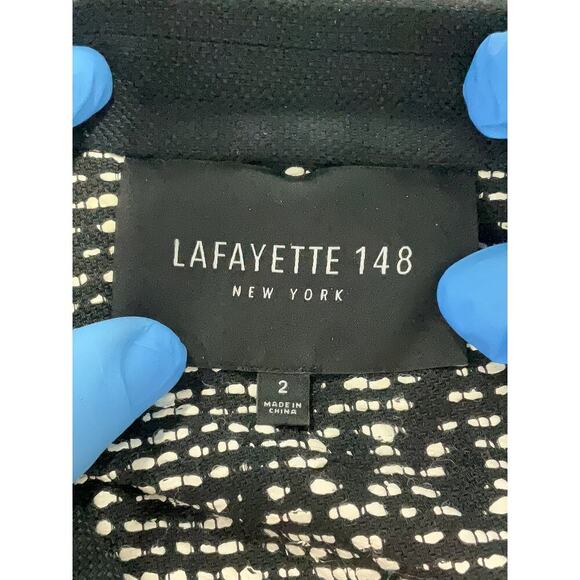 LAFAYETTE 148
NEW YORK
2
MADE IN
CHINA